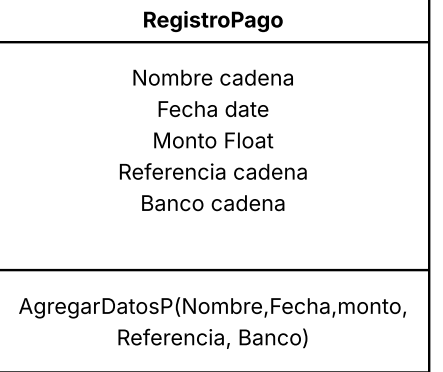 RegistroPago
Nombre cadena
Fecha date
Monto Float
Referencia cadena
Banco cadena
AgregarDatosP(Nombre,Fecha,monto,
Referencia, Banco)